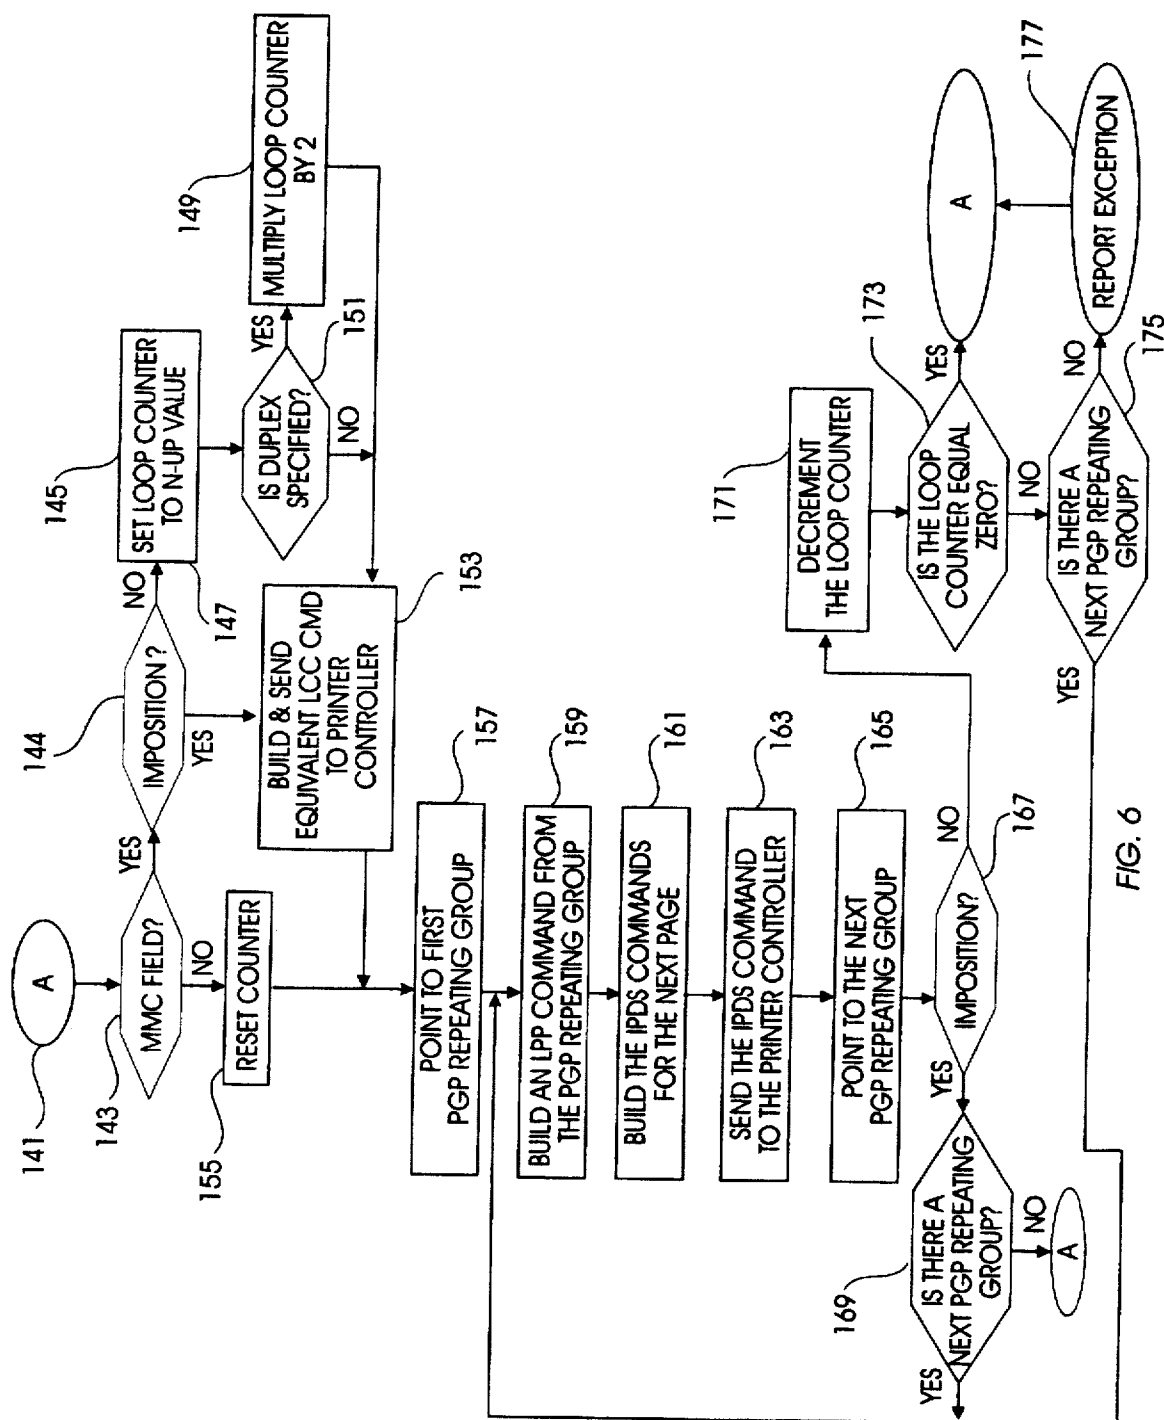 141
A
143
MMC FIELD?
YES
NO
144
IMPOSITION?
NO
YES
145
SET LOOP COUNTER
TO N-UP VALUE
147
IS DUPLEX
SPECIFIED?
151
YES
NO
149
MULTIPLY LOOP COUNTER
BY 2
155
RESET COUNTER
BUILD & SEND
EQUIVALENT LCC CMD
TO PRINTER
CONTROLLER
153
POINT TO FIRST
PGP REPEATING GROUP
157
BUILD AN LPP COMMAND FROM
THE PGP REPEATING GROUP
159
BUILD THE IPDS COMMANDS
FOR THE NEXT PAGE
161
SEND THE IPDS COMMAND
TO THE PRINTER CONTROLLER
163
POINT TO THE NEXT
PGP REPEATING GROUP
165
IMPOSITION?
167
YES
NO
169
IS THERE A
NEXT PGP REPEATING
GROUP?
YES
NO
A
171
DECREMENT
THE LOOP COUNTER
IS THE LOOP
COUNTER EQUAL
ZERO?
173
YES
A
NO
IS THERE A
NEXT PGP REPEATING
GROUP?
175
YES
NO
REPORT EXCEPTION
177
FIG. 6